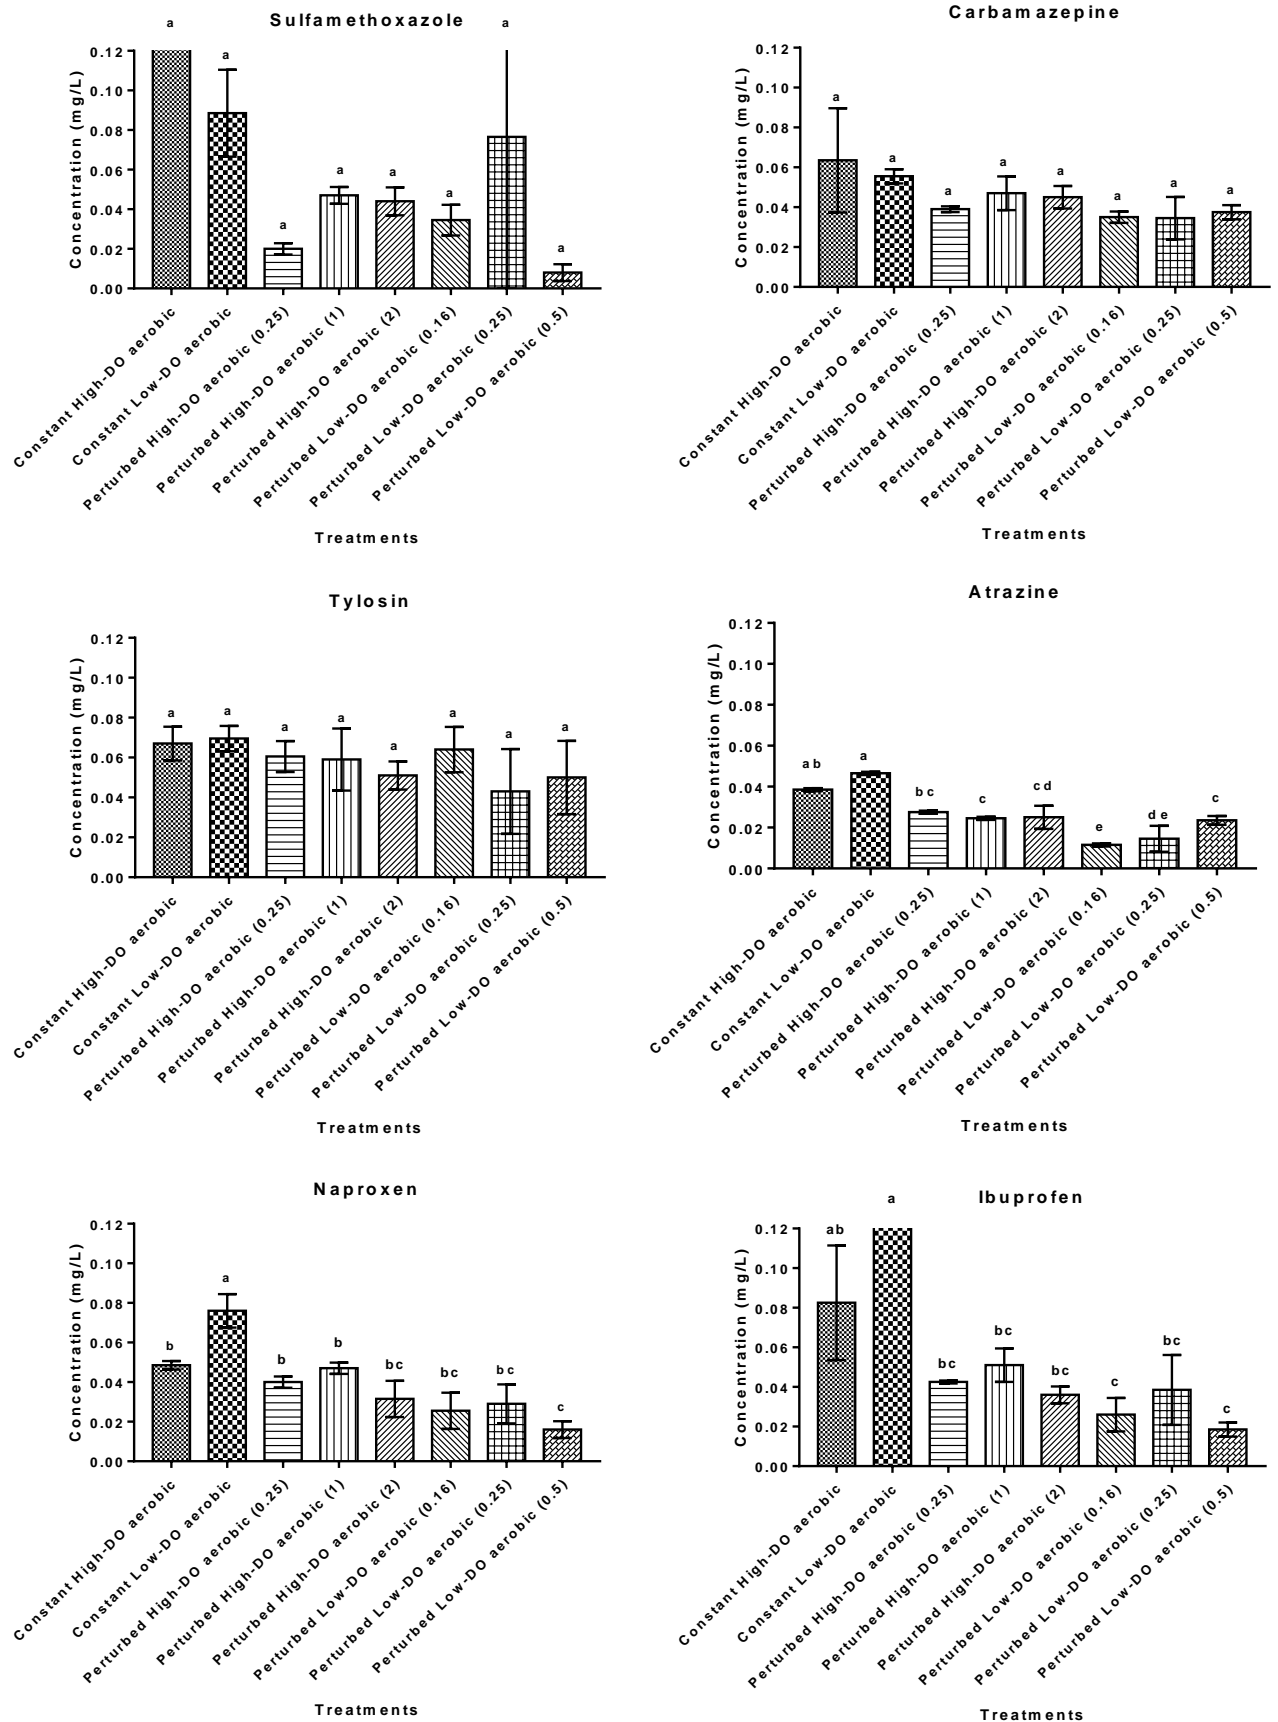 Sulfamethoxazole
a
a
a
a
a
a
a
a
Concentration (mg/L)
0.12
0.10
0.08
0.06
0.04
0.02
0.00
Constant High-DO aerobic
Constant Low-DO aerobic
Perturbed High-DO aerobic (0.25)
Perturbed High-DO aerobic (1)
Perturbed High-DO aerobic (2)
Perturbed Low-DO aerobic (0.16)
Perturbed Low-DO aerobic (0.25)
Perturbed Low-DO aerobic (0.5)
Treatments
Carbamazepine
a
a
a
a
a
a
a
a
Concentration (mg/L)
0.12
0.10
0.08
0.06
0.04
0.02
0.00
Constant High-DO aerobic
Constant Low-DO aerobic
Perturbed High-DO aerobic (0.25)
Perturbed High-DO aerobic (1)
Perturbed High-DO aerobic (2)
Perturbed Low-DO aerobic (0.16)
Perturbed Low-DO aerobic (0.25)
Perturbed Low-DO aerobic (0.5)
Treatments
Tylosin
a
a
a
a
a
a
a
a
Concentration (mg/L)
0.12
0.10
0.08
0.06
0.04
0.02
0.00
Constant High-DO aerobic
Constant Low-DO aerobic
Perturbed High-DO aerobic (0.25)
Perturbed High-DO aerobic (1)
Perturbed High-DO aerobic (2)
Perturbed Low-DO aerobic (0.16)
Perturbed Low-DO aerobic (0.25)
Perturbed Low-DO aerobic (0.5)
Treatments
Atrazine
ab
a
bc
c
cd
e
de
c
Concentration (mg/L)
0.12
0.10
0.08
0.06
0.04
0.02
0.00
Constant High-DO aerobic
Constant Low-DO aerobic
Perturbed High-DO aerobic (0.25)
Perturbed High-DO aerobic (1)
Perturbed High-DO aerobic (2)
Perturbed Low-DO aerobic (0.16)
Perturbed Low-DO aerobic (0.25)
Perturbed Low-DO aerobic (0.5)
Treatments
Naproxen
b
a
b
b
bc
bc
bc
c
Concentration (mg/L)
0.12
0.10
0.08
0.06
0.04
0.02
0.00
Constant High-DO aerobic
Constant Low-DO aerobic
Perturbed High-DO aerobic (0.25)
Perturbed High-DO aerobic (1)
Perturbed High-DO aerobic (2)
Perturbed Low-DO aerobic (0.16)
Perturbed Low-DO aerobic (0.25)
Perturbed Low-DO aerobic (0.5)
Treatments
Ibuprofen
ab
a
bc
bc
bc
c
bc
c
Concentration (mg/L)
0.12
0.10
0.08
0.06
0.04
0.02
0.00
Constant High-DO aerobic
Constant Low-DO aerobic
Perturbed High-DO aerobic (0.25)
Perturbed High-DO aerobic (1)
Perturbed High-DO aerobic (2)
Perturbed Low-DO aerobic (0.16)
Perturbed Low-DO aerobic (0.25)
Perturbed Low-DO aerobic (0.5)
Treatments